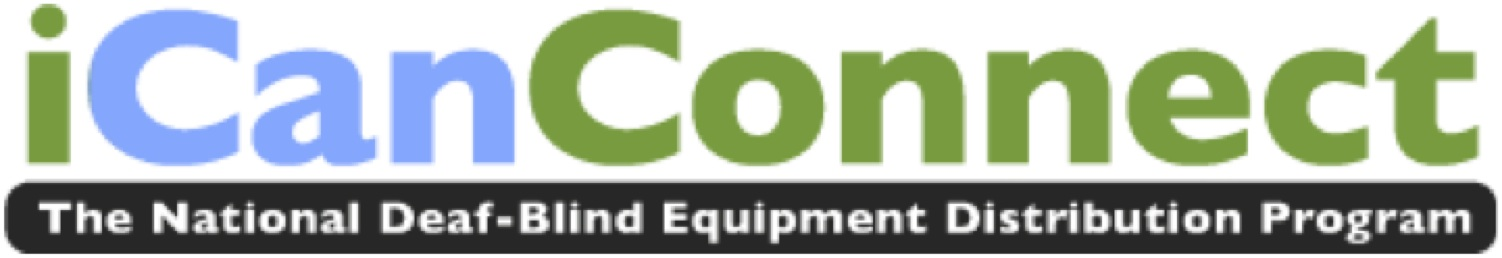 iCanConnect
The National Deaf-Blind Equipment Distribution Program